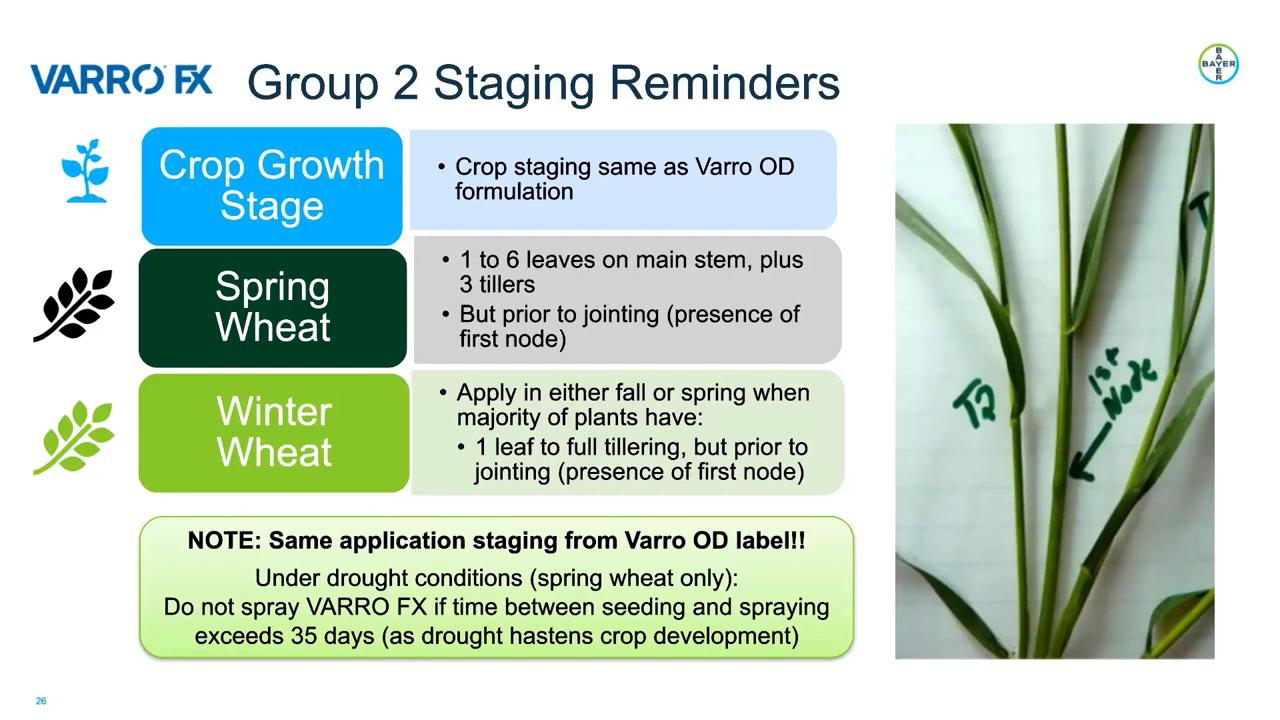 VARRO FX
Group 2 Staging Reminders
BAYER
BAYER
Crop Growth
Stage
• Crop staging same as Varro OD
formulation
Spring
Wheat
• 1 to 6 leaves on main stem, plus
3 tillers
• But prior to jointing (presence of
first node)
Winter
Wheat
• Apply in either fall or spring when
majority of plants have:
• 1 leaf to full tillering, but prior to
jointing (presence of first node)
NOTE: Same application staging from Varro OD label!!
Under drought conditions (spring wheat only):
Do not spray VARRO FX if time between seeding and spraying
exceeds 35 days (as drought hastens crop development)
T2
1st
Node
26